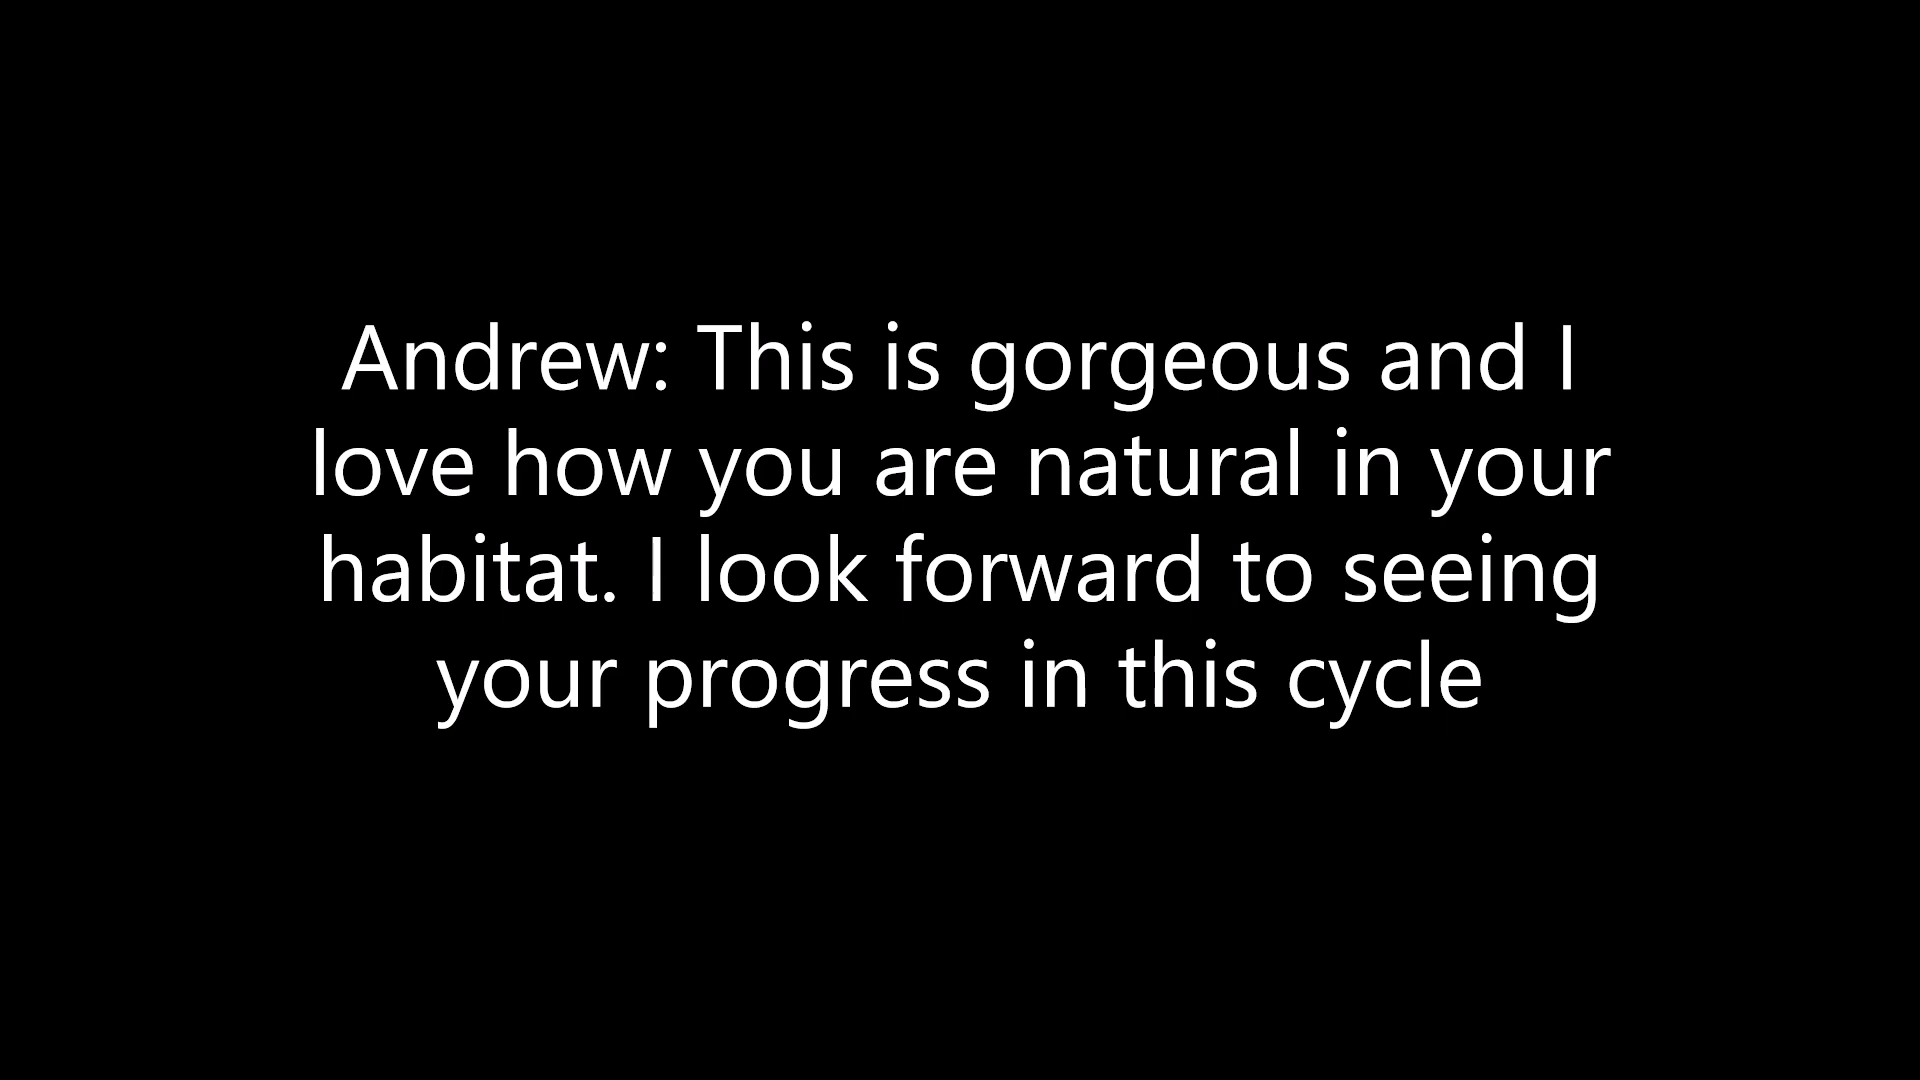 Andrew: This is gorgeous and I
love how you are natural in your
habitat. I look forward to seeing
your progress in this cycle